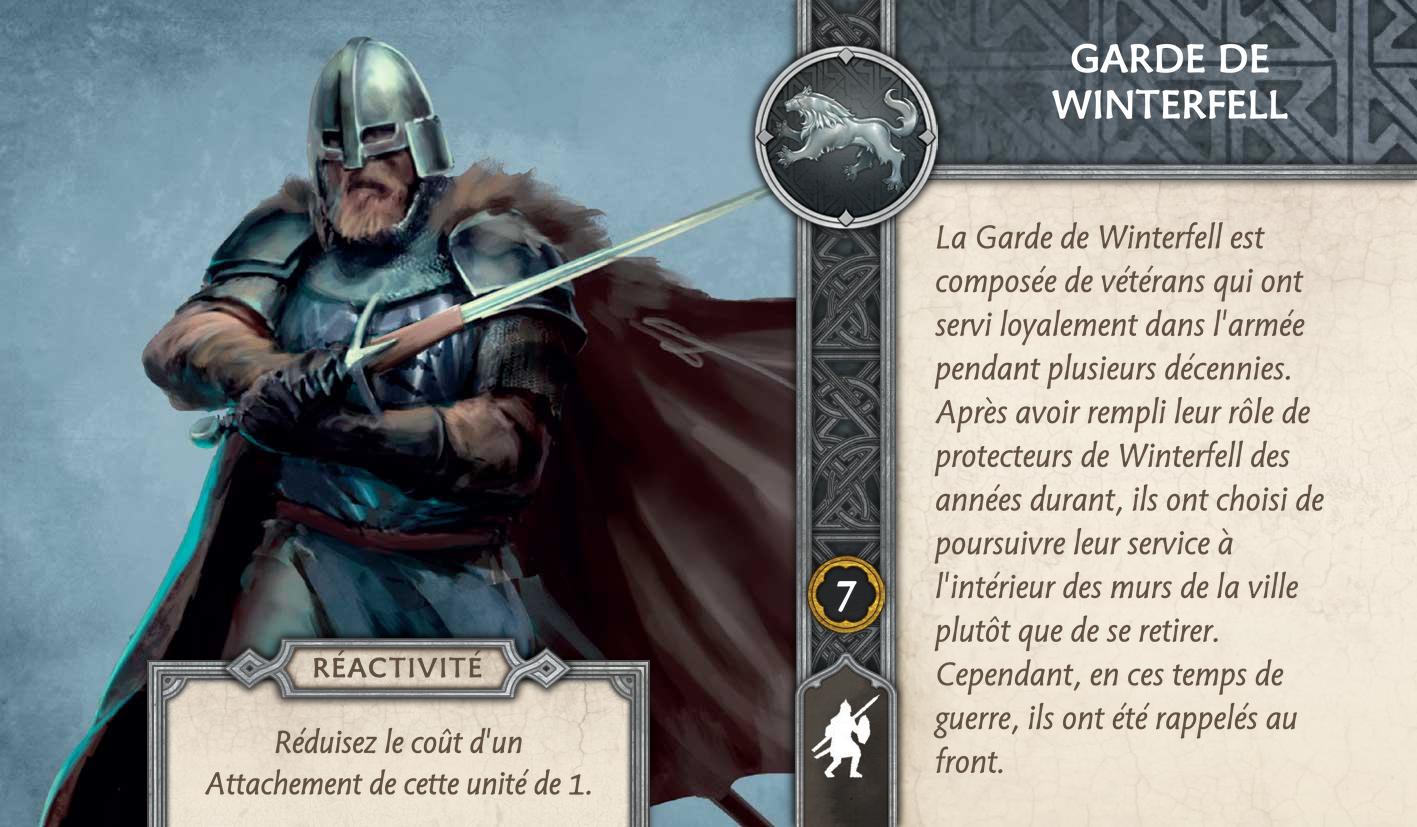 GARDE DE
WINTERFELL
La Garde de Winterfell est
composée de vétérans qui ont
servi loyalement dans l'armée
pendant plusieurs décennies.
Après avoir rempli leur rôle de
protecteurs de Winterfell des
années durant, ils ont choisi de
poursuivre leur service à
l'intérieur des murs de la ville
plutôt que de se retirer.
Cependant, en ces temps de
guerre, ils ont été rappelés au
front.
7
RÉACTIVITÉ
Réduisez le coût d'un
Attachement de cette unité de 1.